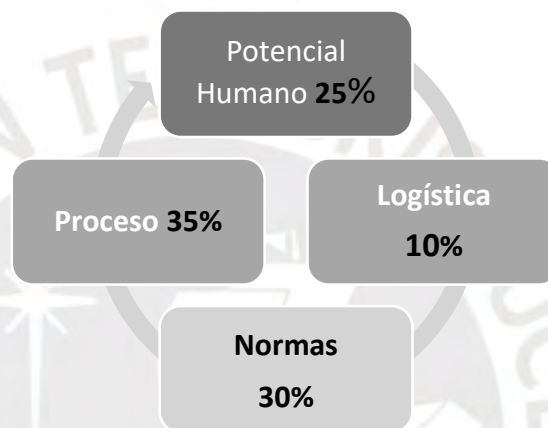 Potencial
Humano 25%
Proceso 35%
Logística
10%
Normas
30%